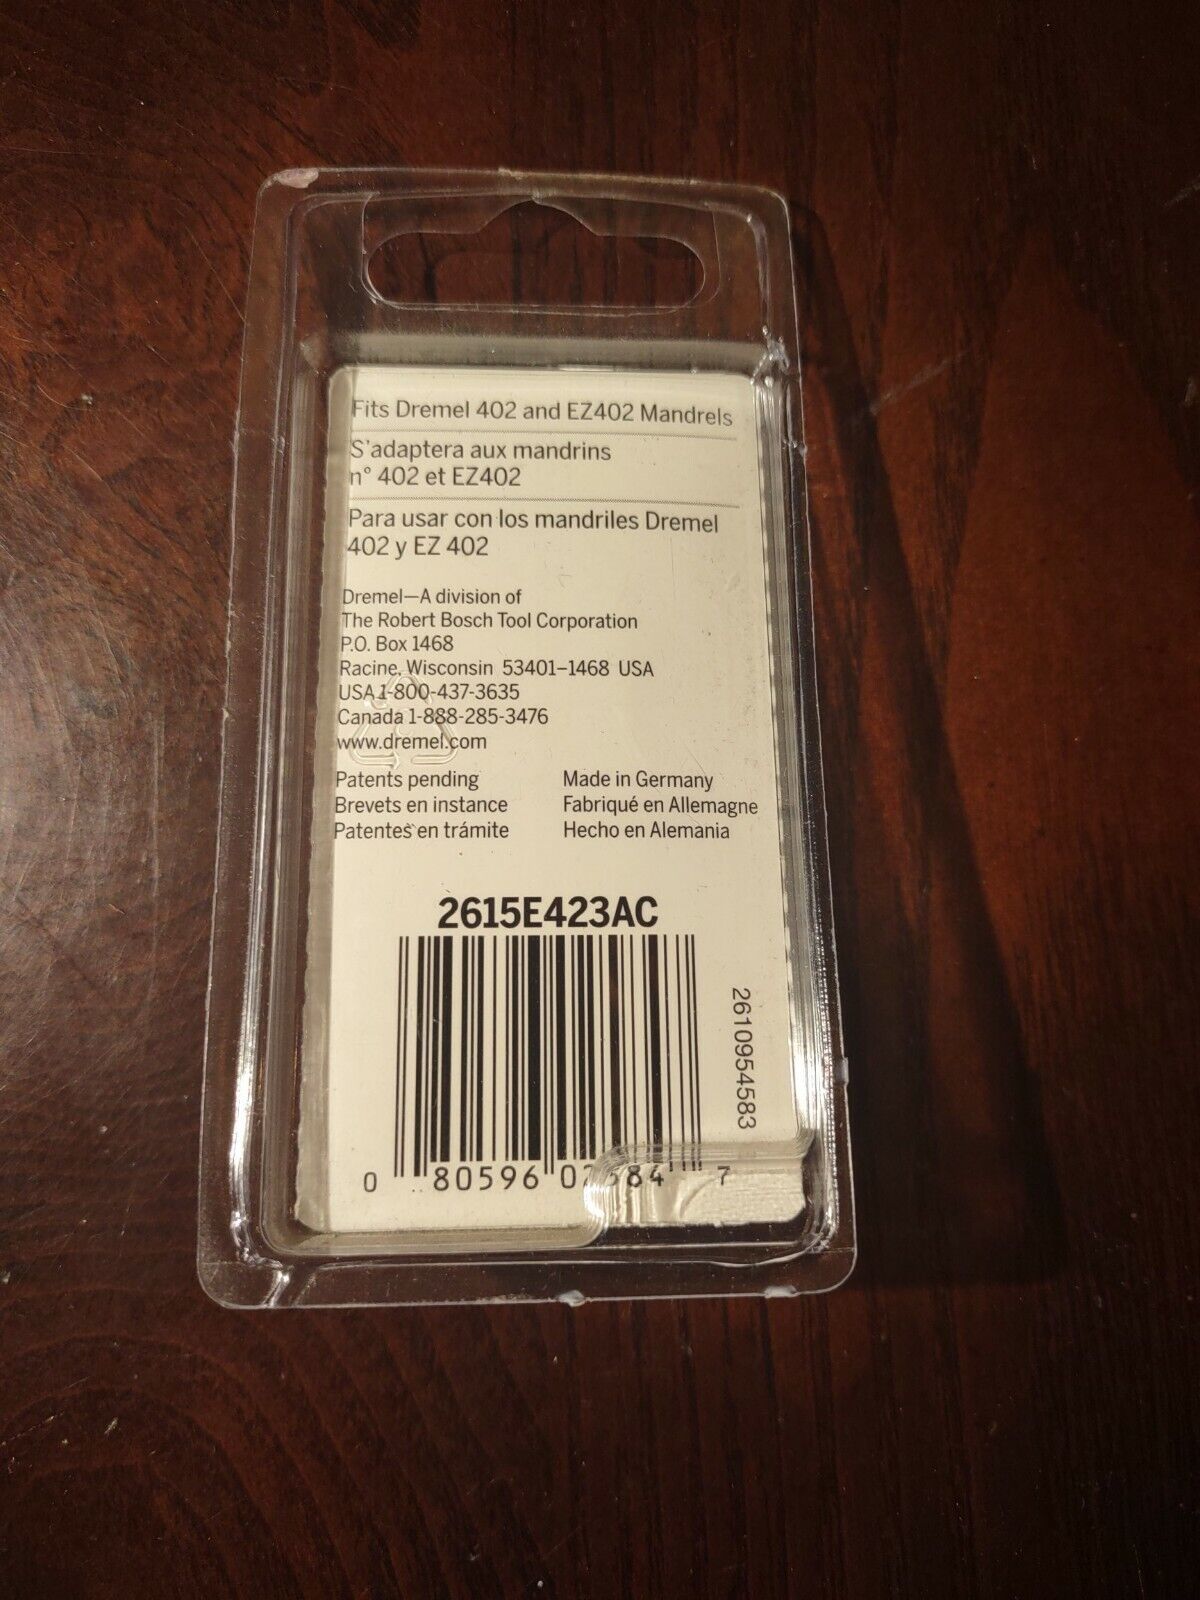 Fits Dremel 402 and EZ402 Mandrels
S'adaptera aux mandrins
n° 402 et EZ402
Para usar con los mandriles Dremel
402 y EZ 402
Dremel—A division of
The Robert Bosch Tool Corporation
P.O. Box 1468
Racine, Wisconsin 53401–1468 USA
USA 1-800-437-3635
Canada 1-888-285-3476
www.dremel.com
Patents pending
Brevets en instance
Patentes en trámite
Made in Germany
Fabriqué en Allemagne
Hecho en Alemania
2615E423AC
2610954583
0 80596 7